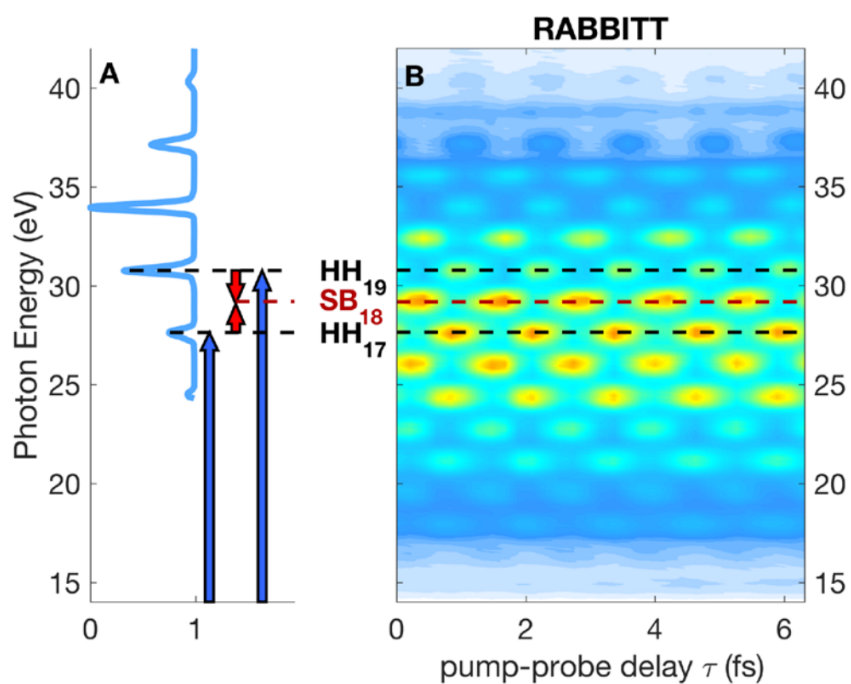 RABBITT
A
B
Photon Energy (eV)
40
35
30
25
20
15
0
1
HH19
SB18
HH17
40
35
30
25
20
15
0
2
4
6
pump-probe delay τ (fs)